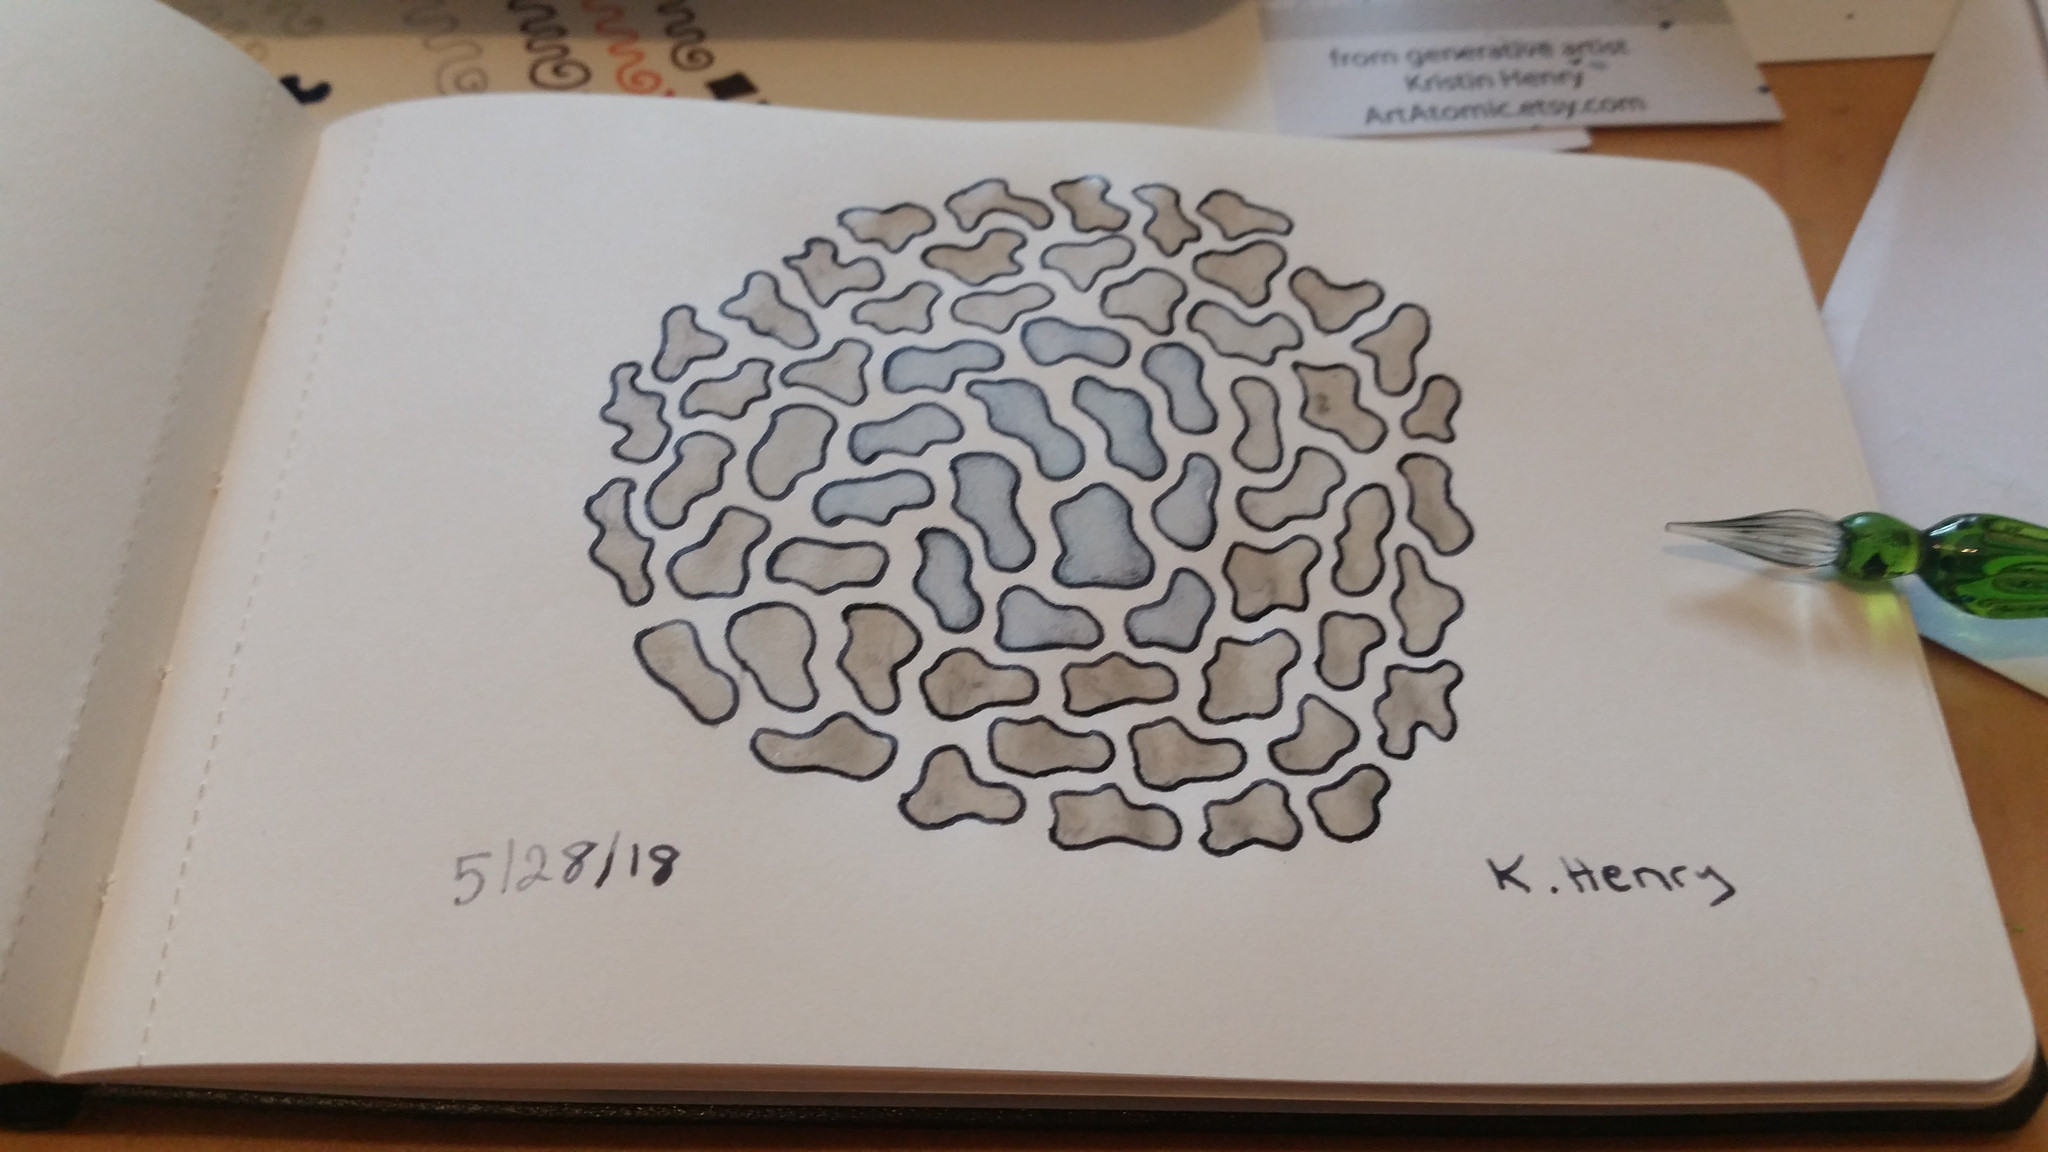 from generative artist
Kristin Henry
ArtAtomic.etsy.com
5/28/18
K. Henry